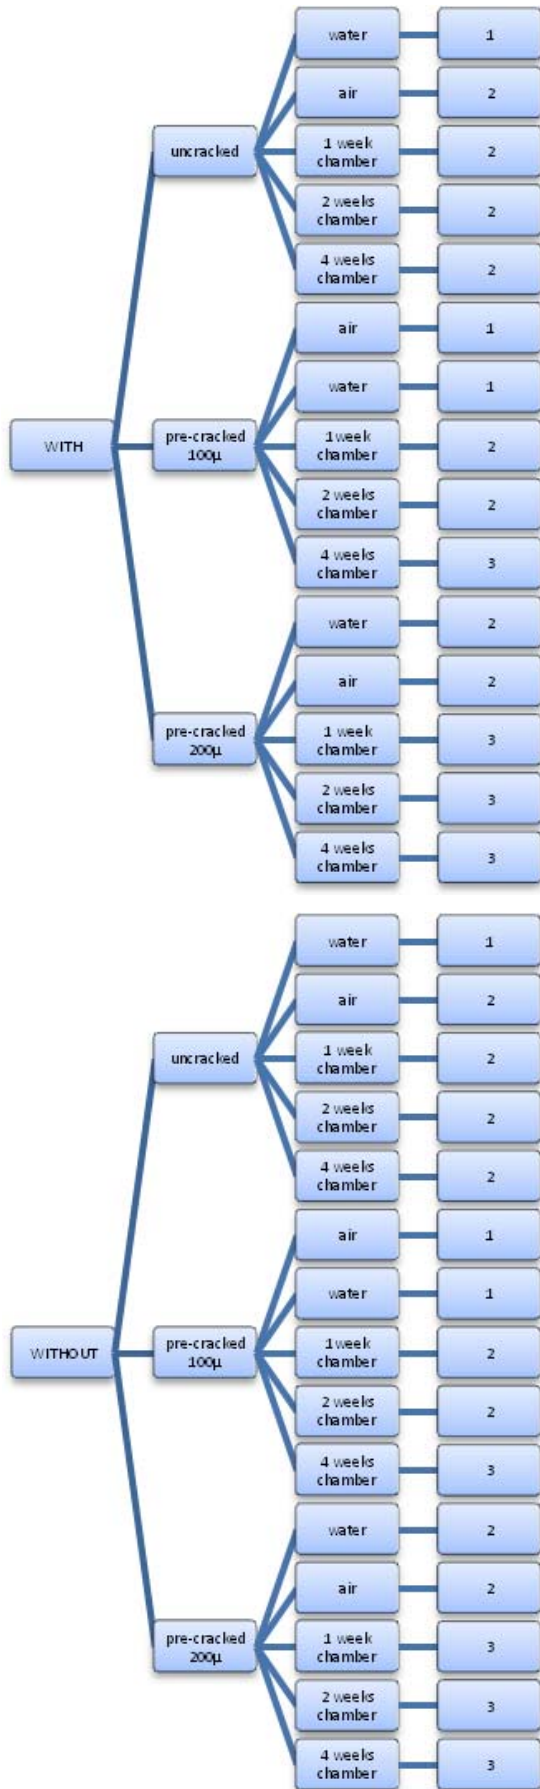 WITH
uncracked
water 1
air 2
1 week
chamber 2
2 weeks
chamber 2
4 weeks
chamber 2
pre-cracked
100µ
air 1
water 1
1 week
chamber 2
2 weeks
chamber 2
4 weeks
chamber 3
pre-cracked
200µ
water 2
air 2
1 week
chamber 3
2 weeks
chamber 3
4 weeks
chamber 3
WITHOUT
uncracked
water 1
air 2
1 week
chamber 2
2 weeks
chamber 2
4 weeks
chamber 2
pre-cracked
100µ
air 1
water 1
1 week
chamber 2
2 weeks
chamber 2
4 weeks
chamber 3
pre-cracked
200µ
water 2
air 2
1 week
chamber 3
2 weeks
chamber 3
4 weeks
chamber 3